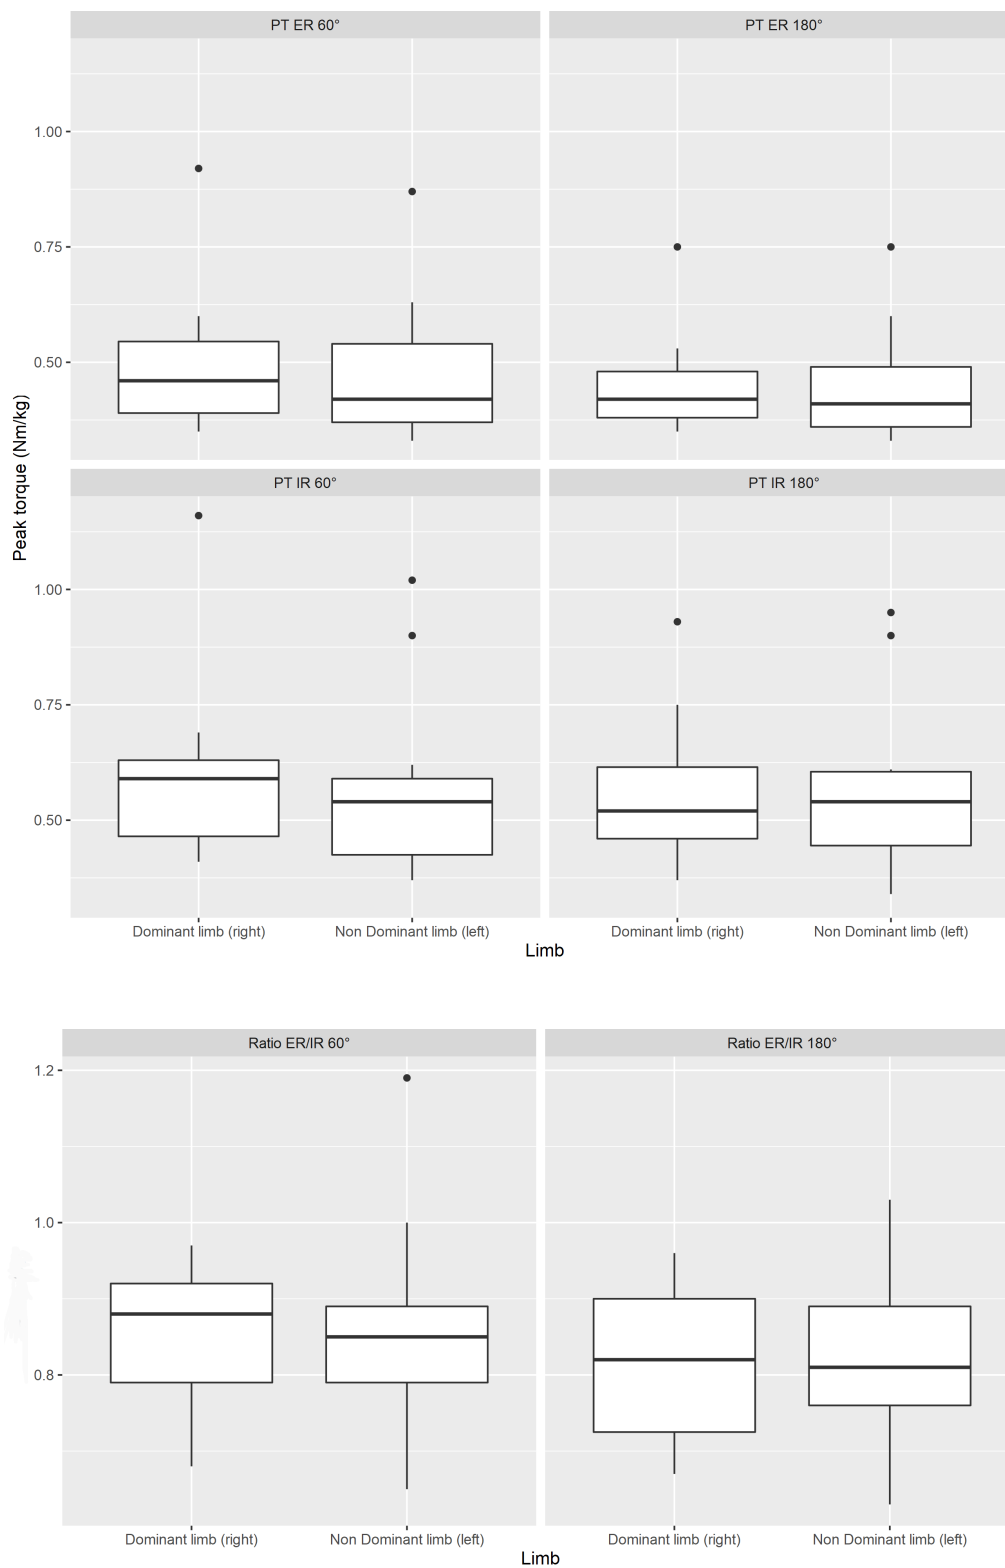 PT ER 60°
PT ER 180°
1.00
0.75
0.50
Peak torque (Nm/kg)
PT IR 60°
PT IR 180°
1.00
0.75
0.50
Dominant limb (right)
Non Dominant limb (left)
Dominant limb (right)
Non Dominant limb (left)
Limb
Ratio ER/IR 60°
Ratio ER/IR 180°
1.2
1.0
0.8
Dominant limb (right)
Non Dominant limb (left)
Dominant limb (right)
Non Dominant limb (left)
Limb